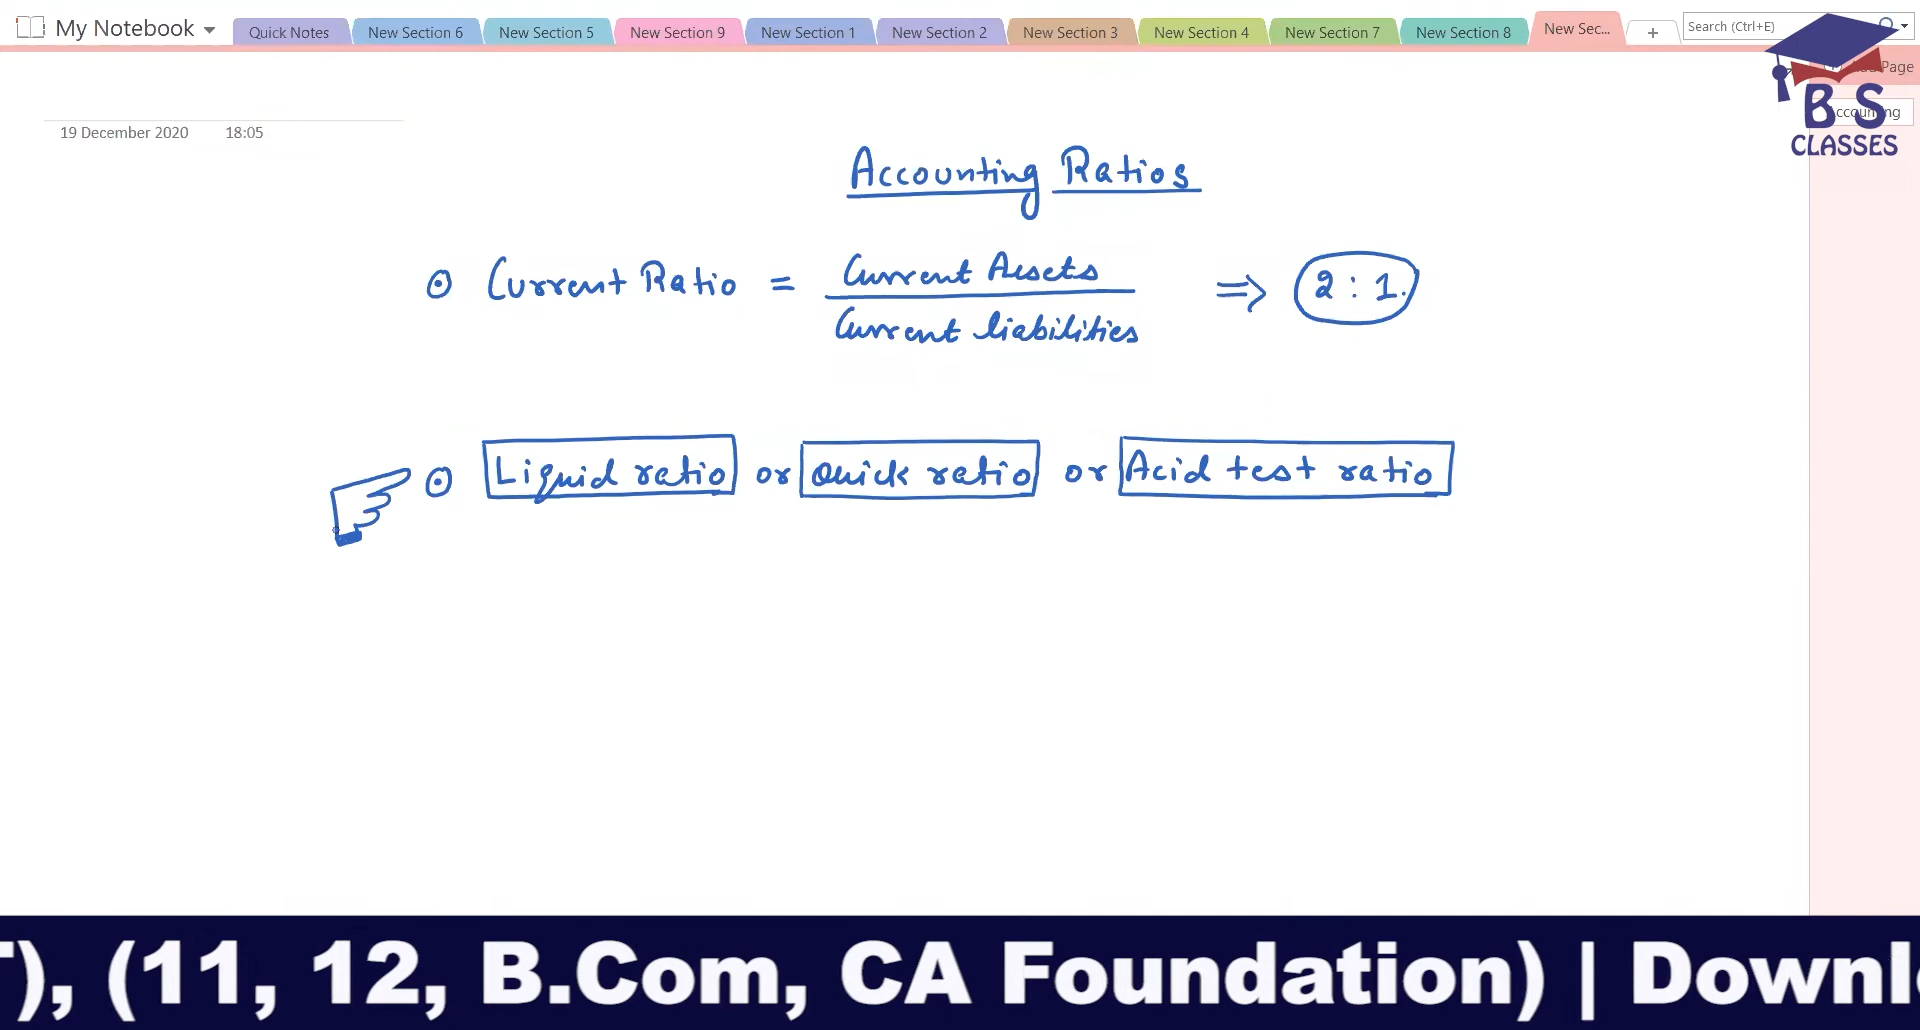 My Notebook
Quick Notes
New Section 6
New Section 5
New Section 9
New Section 1
New Section 2
New Section 3
New Section 4
New Section 7
New Section 8
New Sec...
+
Search (Ctrl+E)
Page
B S
CLASSES
19 December 2020 18:05
Accounting Ratios
Current Ratio = Current Assets
Current liabilities
⇒ 2 : 1.
Liquid ratio or Quick ratio or Acid test ratio
), (11, 12, B.Com, CA Foundation) | Downl